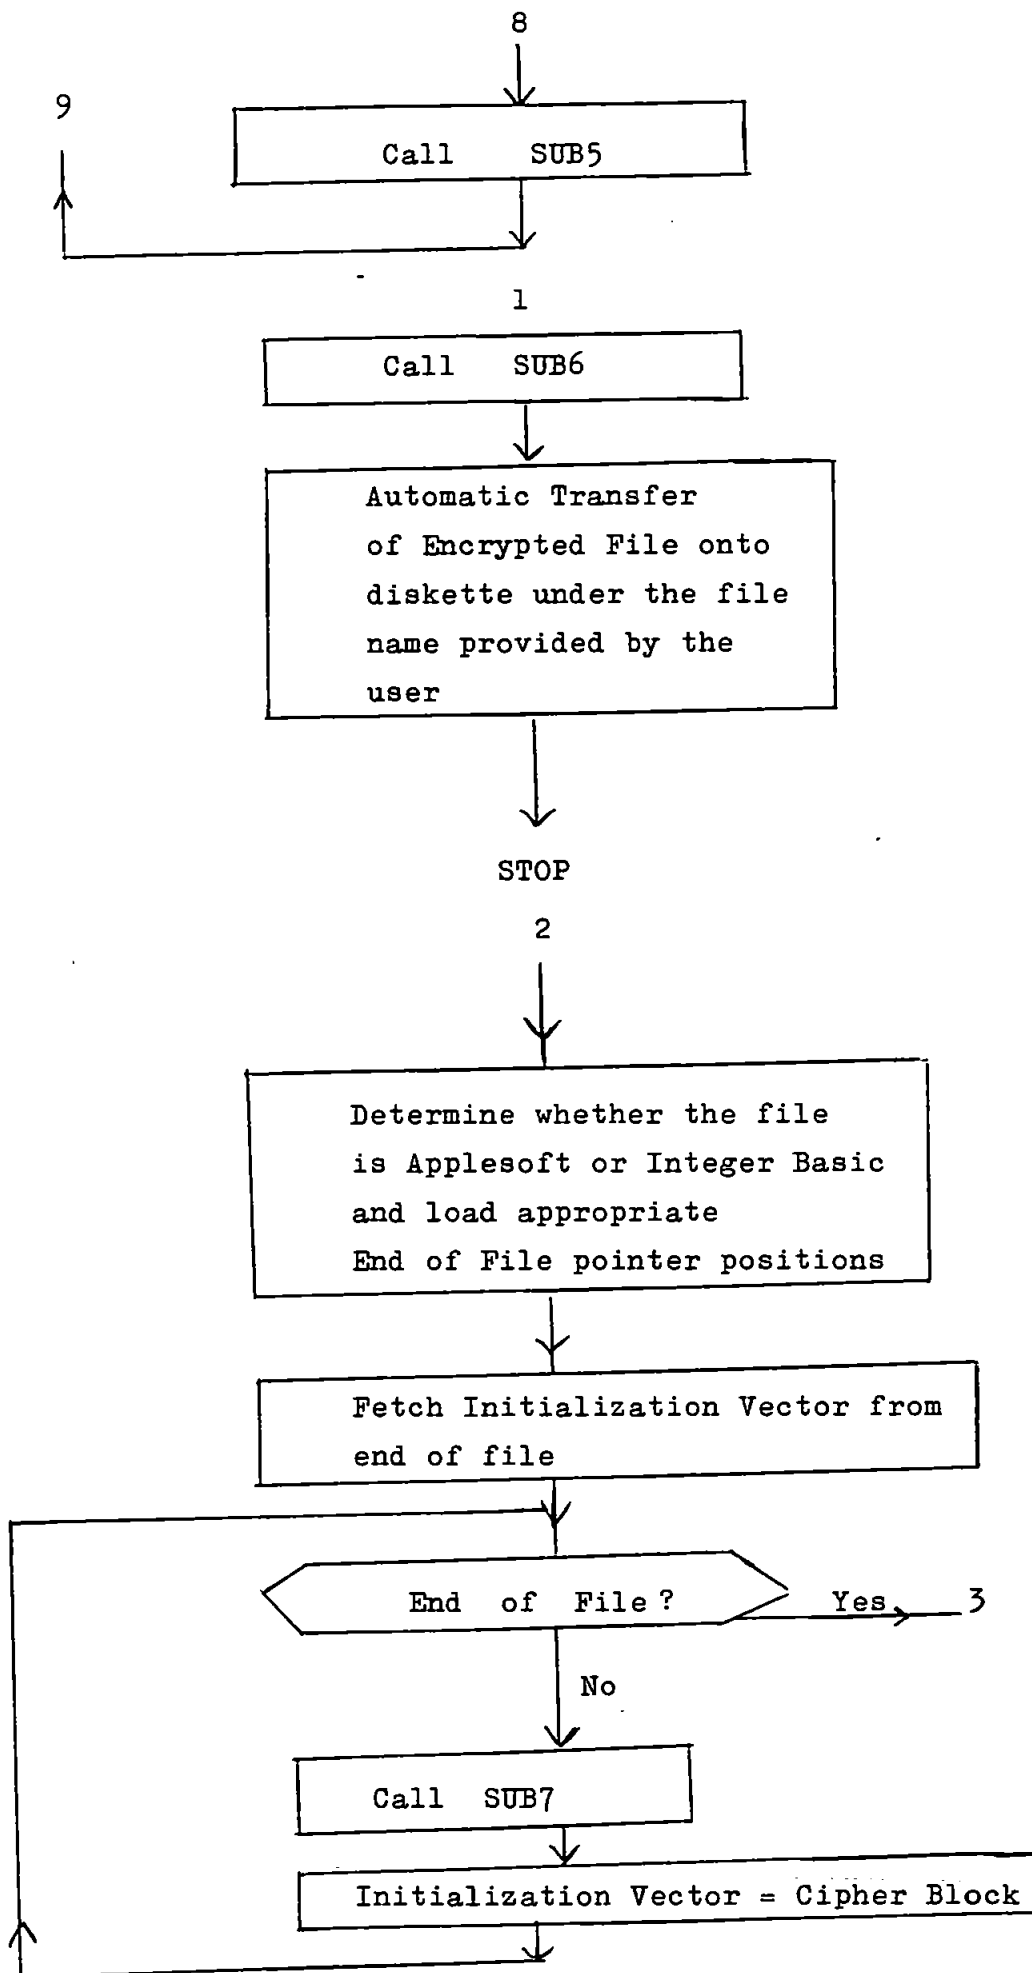 8
9
Call SUB5
1
Call SUB6
Automatic Transfer
of Encrypted File onto
diskette under the file
name provided by the
user
STOP
2
Determine whether the file
is Applesoft or Integer Basic
and load appropriate
End of File pointer positions
Fetch Initialization Vector from
end of file
End of File?
Yes
3
No
Call SUB7
Initialization Vector = Cipher Block